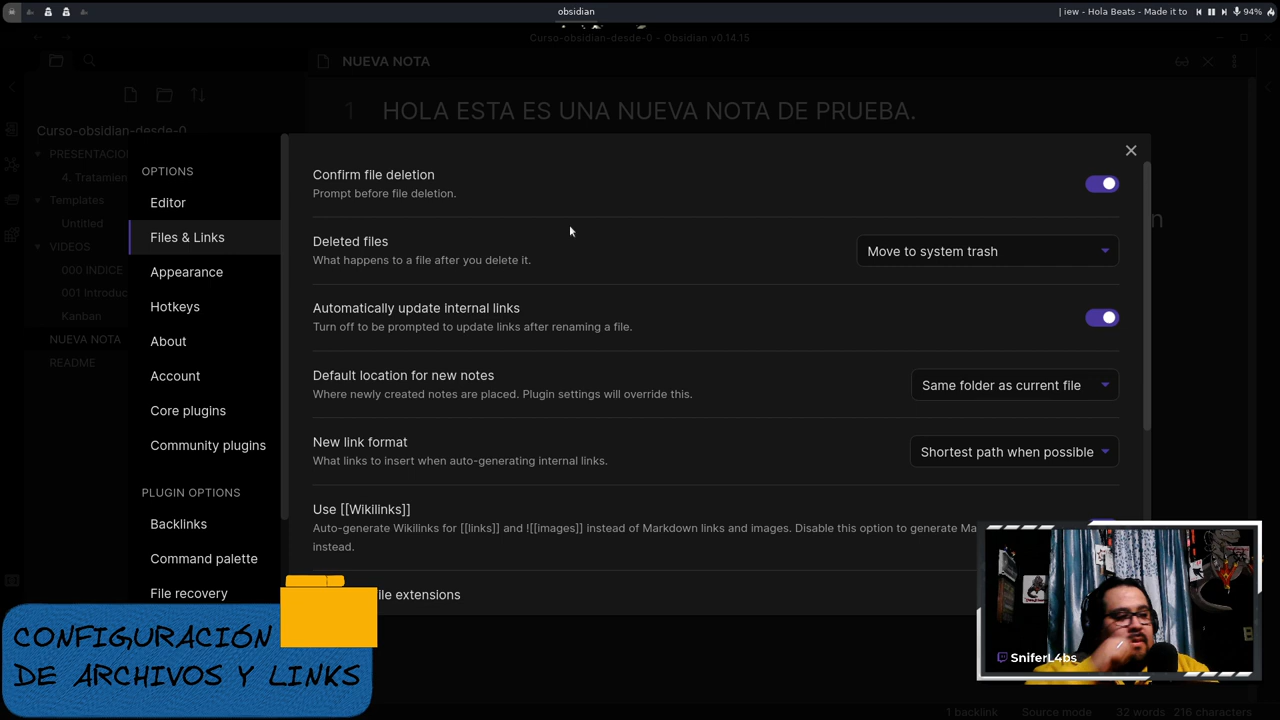 obsidian
| iew - Hola Beats - Made it to
94%
Curso-obsidian-desde-0 - Obsidian v0.14.15
NUEVA NOTA
1 HOLA ESTA ES UNA NUEVA NOTA DE PRUEBA.
Curso-obsidian-desde-0
PRESENTACIO
4. Tratamien
Templates
Untitled
VIDEOS
000 INDICE
001 Introduc
Kanban
NUEVA NOTA
README
OPTIONS
Editor
Files & Links
Appearance
Hotkeys
About
Account
Core plugins
Community plugins
PLUGIN OPTIONS
Backlinks
Command palette
File recovery
Confirm file deletion
Prompt before file deletion.
Deleted files
What happens to a file after you delete it.
Move to system trash
Automatically update internal links
Turn off to be prompted to update links after renaming a file.
Default location for new notes
Where newly created notes are placed. Plugin settings will override this.
Same folder as current file
New link format
What links to insert when auto-generating internal links.
Shortest path when possible
Use [[Wikilinks]]
Auto-generate Wikilinks for [[links]] and ![[images]] instead of Markdown links and images. Disable this option to generate Ma
instead.
file extensions
n
CONFIGURACIÓN
DE ARCHIVOS Y LINKS
SniferL4bs
1 backlink
Source mode
32 words
216 characters